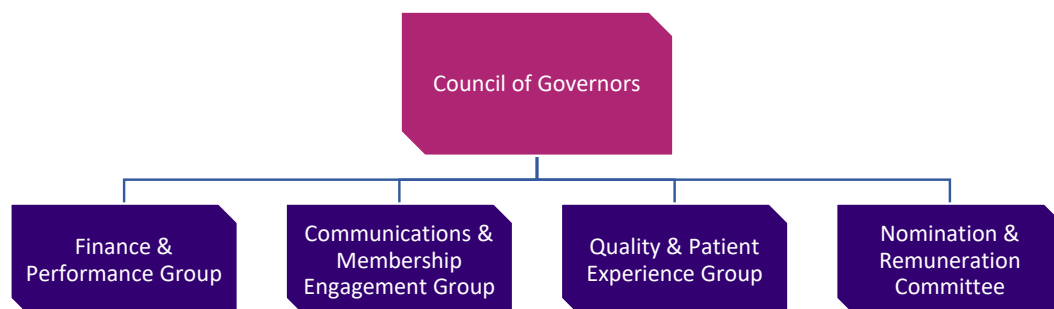 Council of Governors
Finance &
Performance Group
Communications &
Membership
Engagement Group
Quality & Patient
Experience Group
Nomination &
Remuneration
Committee